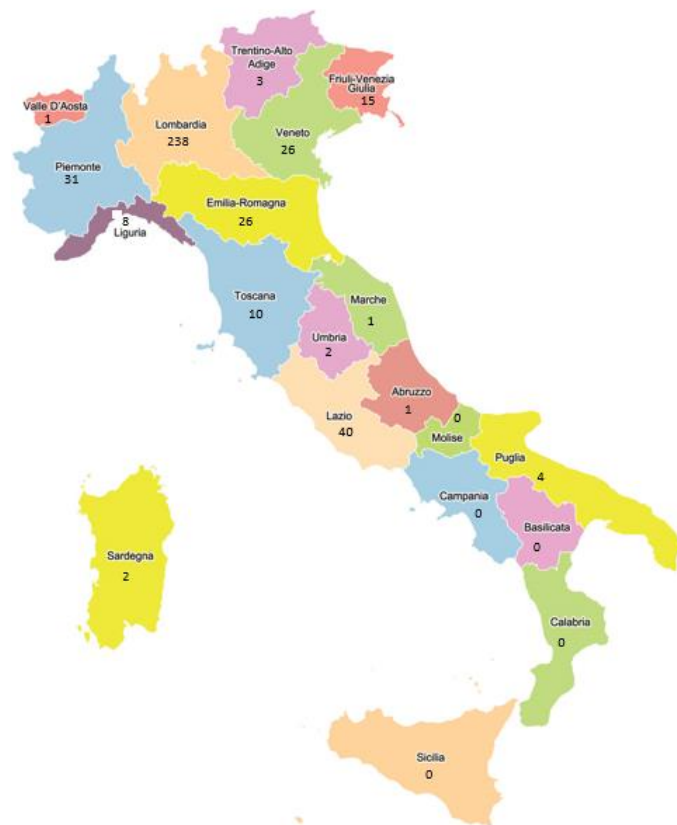 Trentino-Alto
Adige
3
Friuli-Venezia
Giulia
15
Valle D'Aosta
1
Lombardia
238
Veneto
26
Piemonte
31
Emilia-Romagna
26
8
Liguria
Toscana
10
Marche
1
Umbria
2
Abruzzo
1
Lazio
40
0
Molise
Puglia
4
Campania
0
Basilicata
0
Sardegna
2
Calabria
0
Sicilia
0